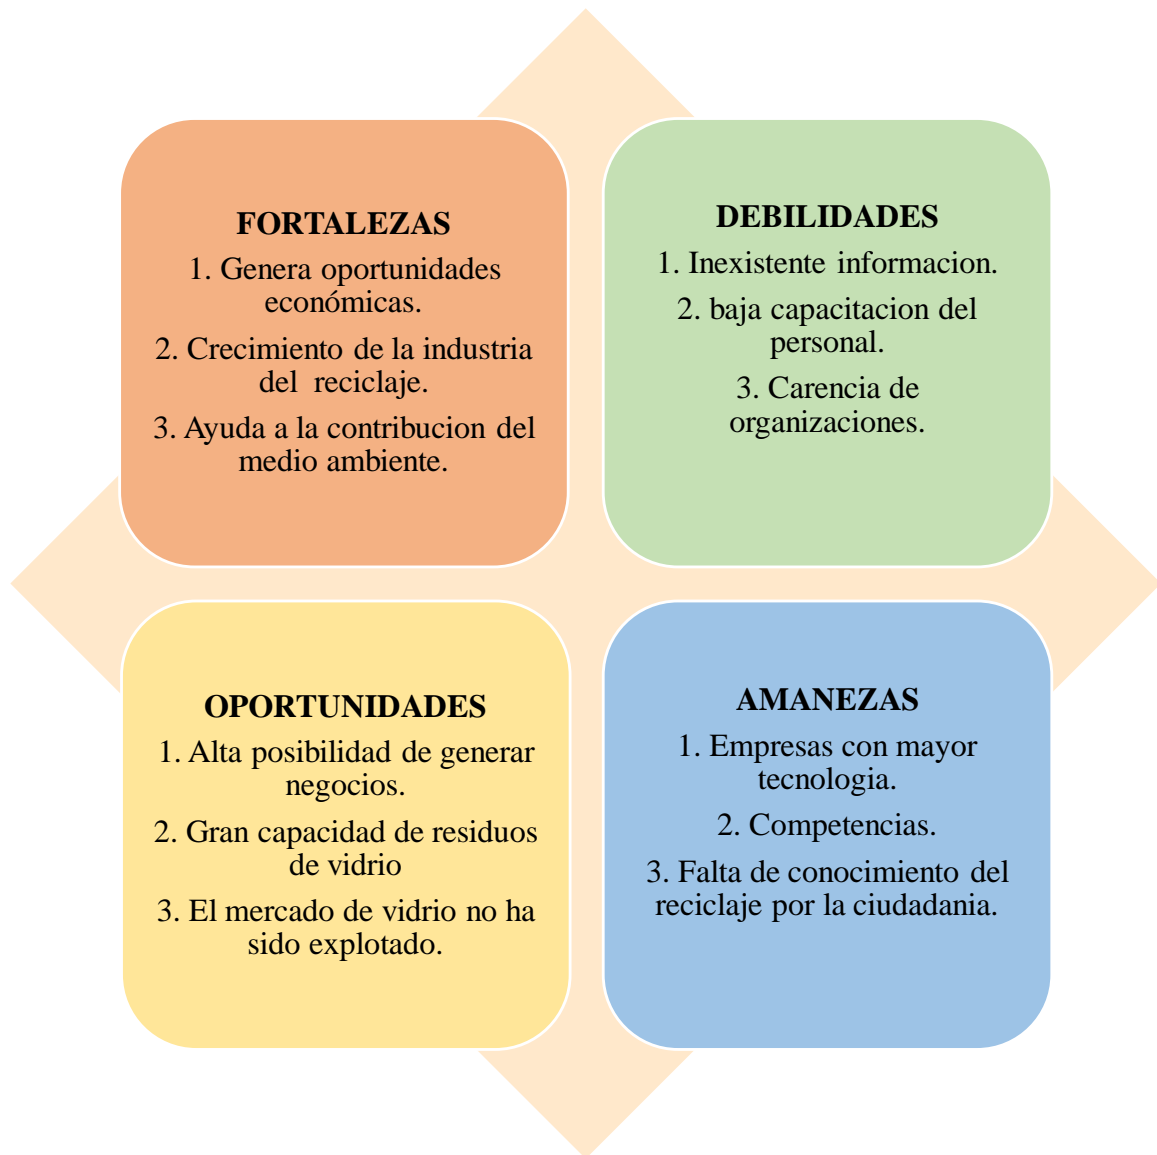 FORTALEZAS
1. Genera oportunidades
económicas.
2. Crecimiento de la industria
del reciclaje.
3. Ayuda a la contribucion del
medio ambiente.
DEBILIDADES
1. Inexistente informacion.
2. baja capacitacion del
personal.
3. Carencia de
organizaciones.
OPORTUNIDADES
1. Alta posibilidad de generar
negocios.
2. Gran capacidad de residuos
de vidrio
3. El mercado de vidrio no ha
sido explotado.
AMANEZAS
1. Empresas con mayor
tecnologia.
2. Competencias.
3. Falta de conocimiento del
reciclaje por la ciudadania.